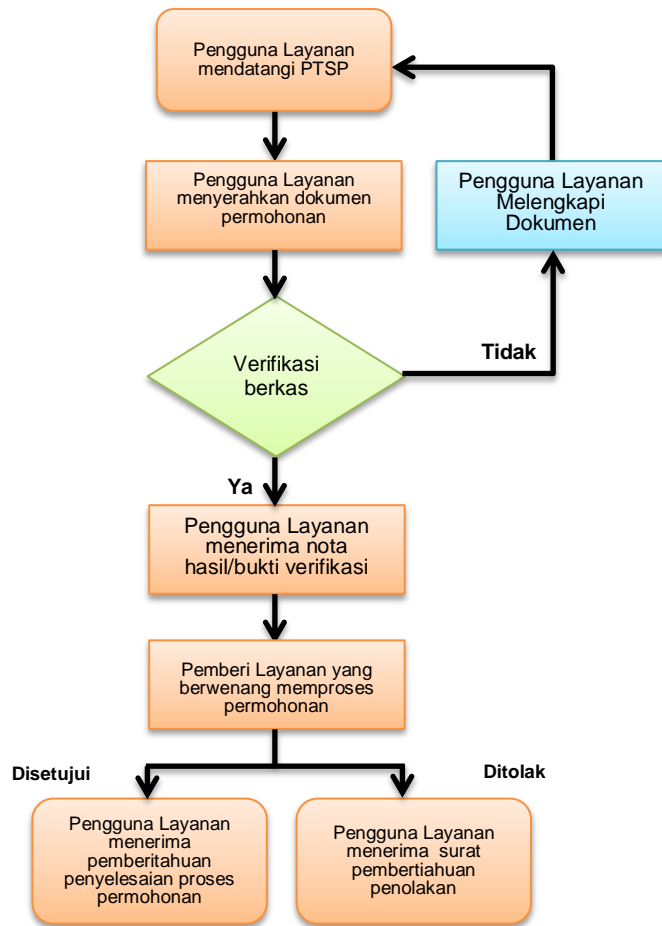 Pengguna Layanan
mendatangi PTSP
Pengguna Layanan
menyerahkan dokumen
permohonan
Pengguna Layanan
Melengkapi
Dokumen
Verifikasi
berkas
Tidak
Ya
Pengguna Layanan
menerima nota
hasil/bukti verifikasi
Pemberi Layanan yang
berwenang memproses
permohonan
Disetujui
Ditolak
Pengguna Layanan
menerima
pemberitahuan
penyelesaian proses
permohonan
Pengguna Layanan
menerima surat
pembertiahuan
penolakan